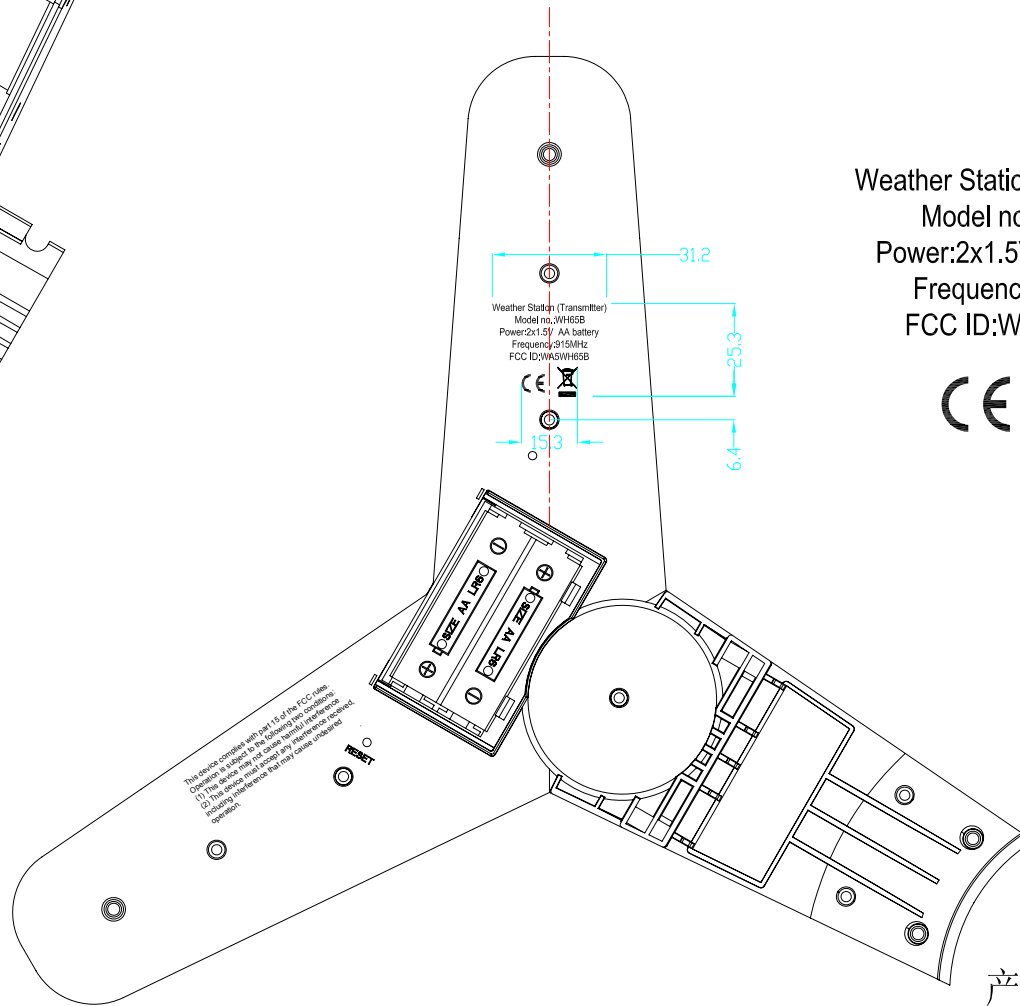 Weather Station (Transmitter)
Model no.:WH65B
Power:2x1.5V AA battery
Frequency:915MHz
FCC ID:WA5WH65B
CE
31.2
25.3
15.3
6.4
Weather Statio
Model no
Power:2x1.5V
Frequenc
FCC ID:W
CE
SIZE AA LR6
SIZE AA LR6
This device complies with part 15 of the FCC rules.
Operation is subject to the following two conditions:
(1) This device may not cause harmful interference
(2) This device must accept any interference received,
including interference that may cause undesired
operation.
RESET
产